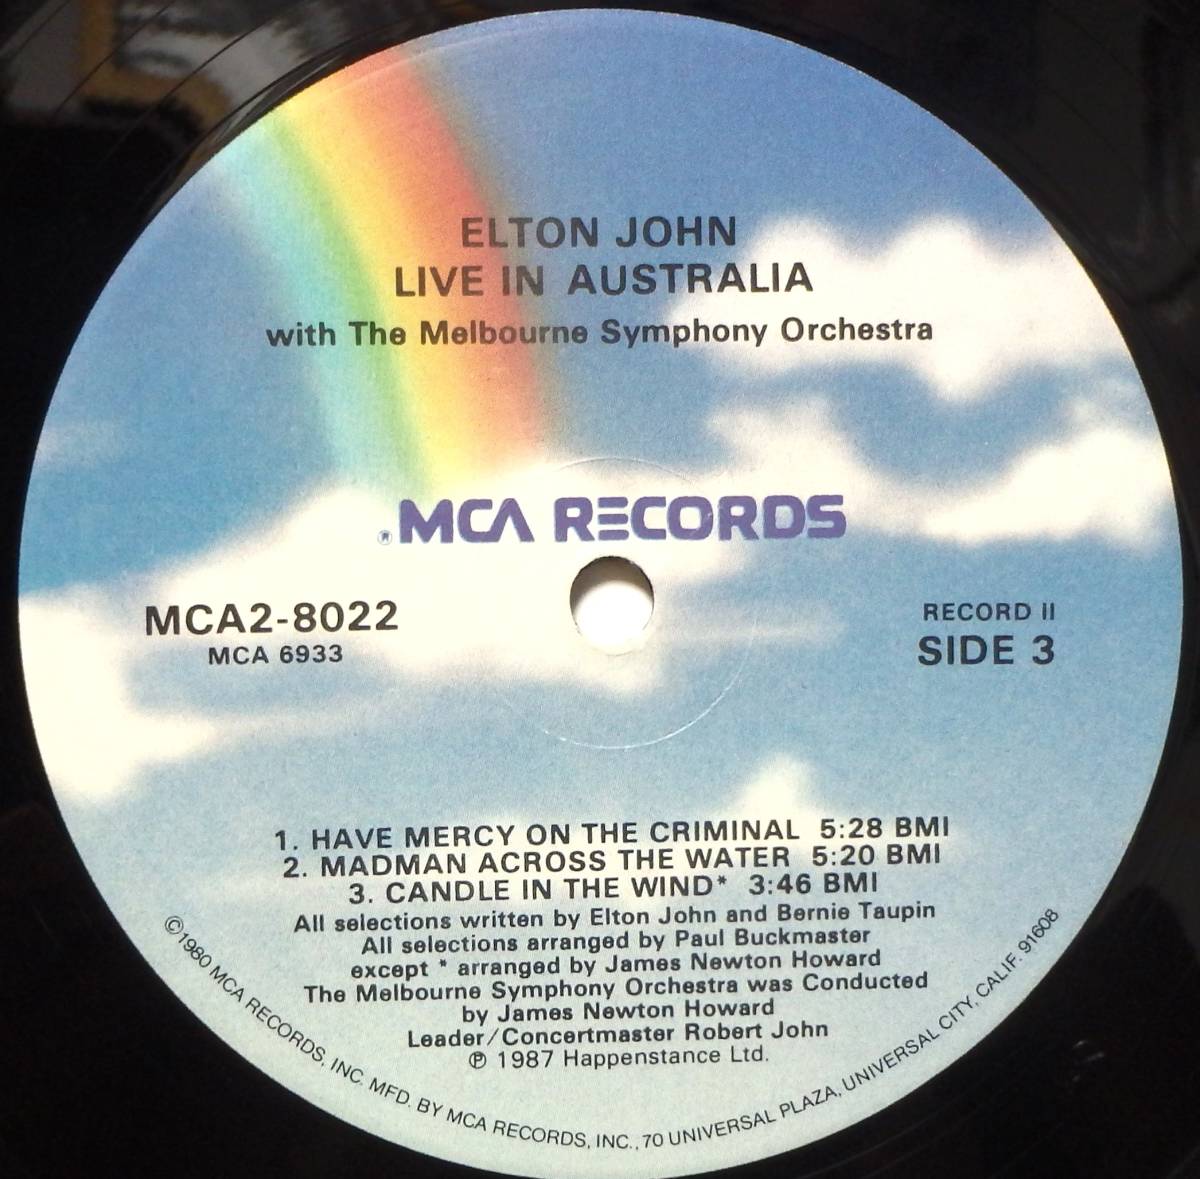 ELTON JOHN
LIVE IN AUSTRALIA
with The Melbourne Symphony Orchestra
® MCA RECORDS
MCA2-8022
MCA 6933
RECORD II
SIDE 3
1. HAVE MERCY ON THE CRIMINAL 5:28 BMI
2. MADMAN ACROSS THE WATER 5:20 BMI
3. CANDLE IN THE WIND* 3:46 BMI
All selections written by Elton John and Bernie Taupin
All selections arranged by Paul Buckmaster
except * arranged by James Newton Howard
The Melbourne Symphony Orchestra was Conducted
by James Newton Howard
Leader/Concertmaster Robert John
℗ 1987 Happenstance Ltd.
©1980 MCA RECORDS, INC. MFD. BY MCA RECORDS, INC., 70 UNIVERSAL PLAZA, UNIVERSAL CITY, CALIF. 91608